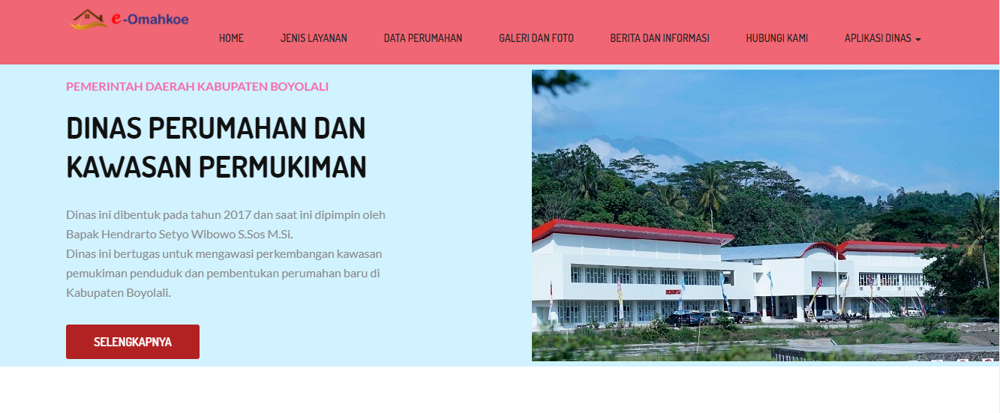 e-Omahkoe
HOME JENIS LAYANAN DATA PERUMAHAN GALERI DAN FOTO BERITA DAN INFORMASI HUBUNGI KAMI APLIKASI DINAS
PEMERINTAH DAERAH KABUPATEN BOYOLALI
DINAS PERUMAHAN DAN
KAWASAN PERMUKIMAN
Dinas ini dibentuk pada tahun 2017 dan saat ini dipimpin oleh
Bapak Hendrarto Setyo Wibowo S.Sos M.Si.
Dinas ini bertugas untuk mengawasi perkembangan kawasan
pemukiman penduduk dan pembentukan perumahan baru di
Kabupaten Boyolali.
SELENGKAPNYA